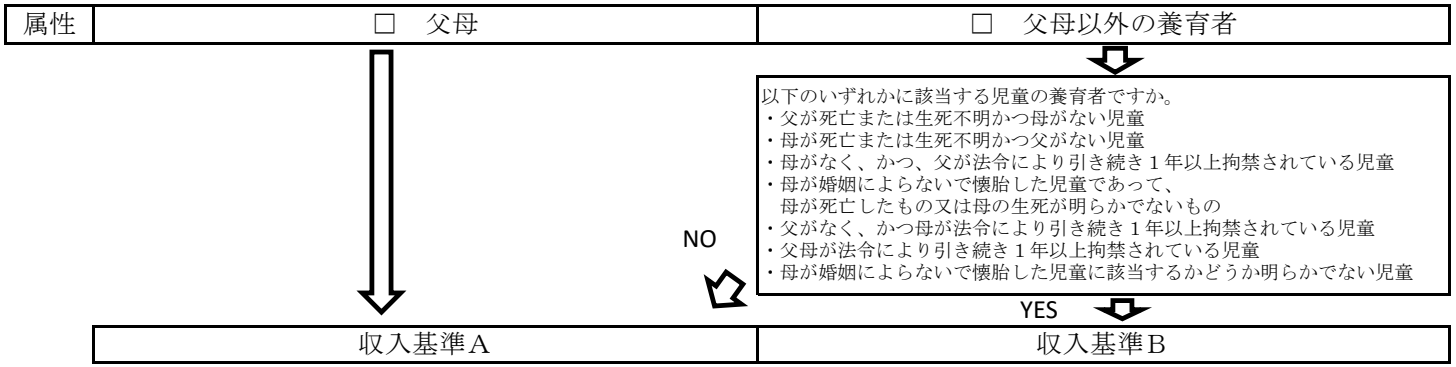 属性
□ 父母
□ 父母以外の養育者
以下のいずれかに該当する児童の養育者ですか。
・父が死亡または生死不明かつ母がない児童
・母が死亡または生死不明かつ父がない児童
・母がなく、かつ、父が法令により引き続き１年以上拘禁されている児童
・母が婚姻によらないで懐胎した児童であって、
母が死亡したもの又は母の生死が明らかでないもの
・父がなく、かつ母が法令により引き続き１年以上拘禁されている児童
・父母が法令により引き続き１年以上拘禁されている児童
・母が婚姻によらないで懐胎した児童に該当するかどうか明らかでない児童
NO
YES
収入基準Ａ
収入基準Ｂ